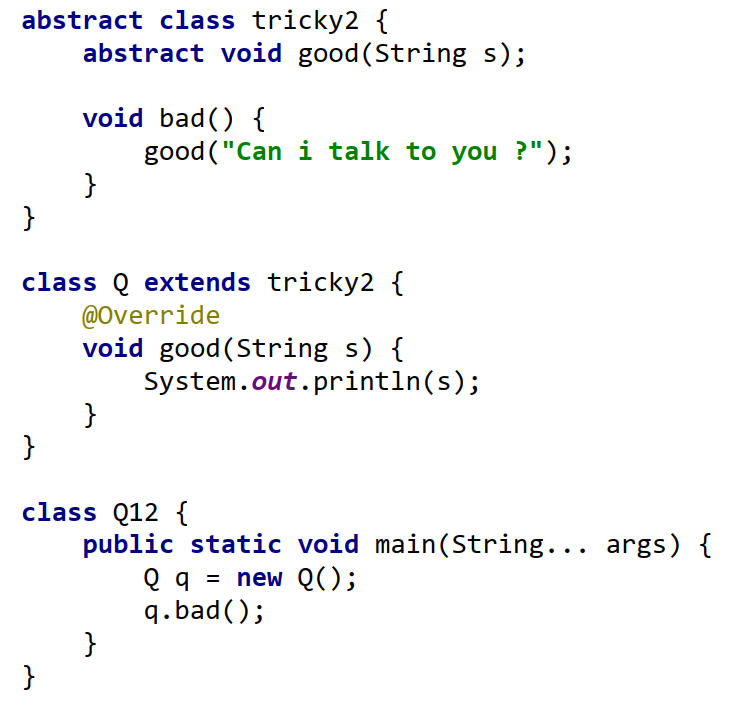 abstract class tricky2 {
    abstract void good(String s);

    void bad() {
        good("Can i talk to you ?");
    }
}

class Q extends tricky2 {
    @Override
    void good(String s) {
        System.out.println(s);
    }
}

class Q12 {
    public static void main(String... args) {
        Q q = new Q();
        q.bad();
    }
}